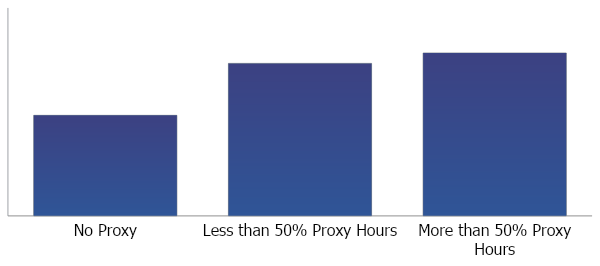 No Proxy
Less than 50% Proxy Hours
More than 50% Proxy
Hours